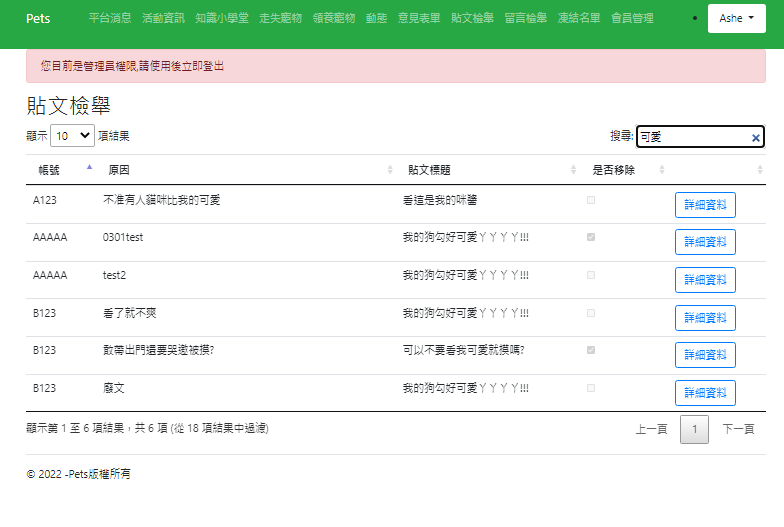 Pets 平台消息 活動資訊 知識小學堂 走失寵物 領養寵物 動態 意見表單 貼文檢舉 留言檢舉 凍結名單 會員管理 Ashe
您目前是管理員權限,請使用後立即登出
貼文檢舉
顯示 10 項結果 搜尋: 可愛
帳號 原因 貼文標題 是否移除
A123 不准有人貓咪比我的可愛 看這是我的咪醬 詳細資料
AAAAA 0301test 我的狗勾好可愛ㄚㄚㄚㄚ!!! 詳細資料
AAAAA test2 我的狗勾好可愛ㄚㄚㄚㄚ!!! 詳細資料
B123 看了就不爽 我的狗勾好可愛ㄚㄚㄚㄚ!!! 詳細資料
B123 敢帶出門還要哭邀被摸? 可以不要看我可愛就摸嗎? 詳細資料
B123 廢文 我的狗勾好可愛ㄚㄚㄚㄚ!!! 詳細資料
顯示第 1 至 6 項結果，共 6 項 (從 18 項結果中過濾) 上一頁 1 下一頁
© 2022 -Pets版權所有